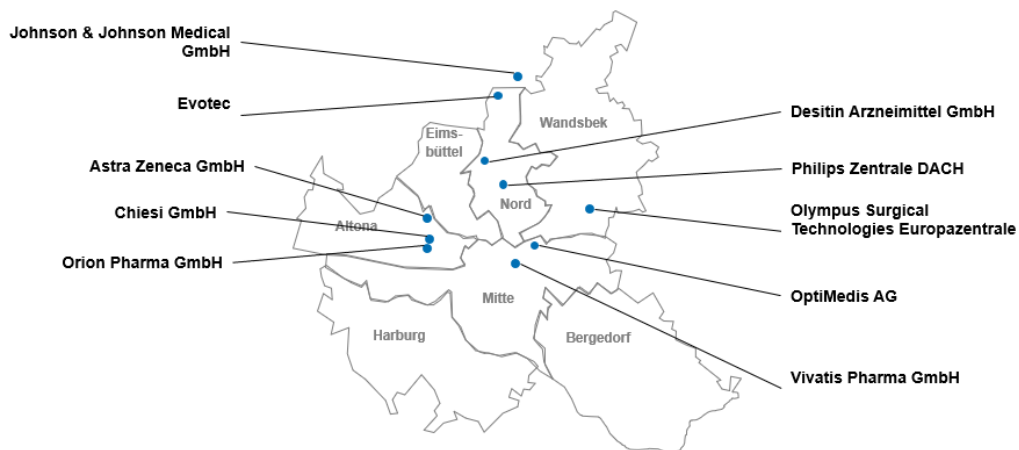 Johnson & Johnson Medical
GmbH
Evotec
Astra Zeneca GmbH
Chiesi GmbH
Orion Pharma GmbH
Eims-
büttel
Wandsbek
Nord
Altona
Mitte
Harburg
Bergedorf
Desitin Arzneimittel GmbH
Philips Zentrale DACH
Olympus Surgical
Technologies Europazentrale
OptiMedis AG
Vivatis Pharma GmbH